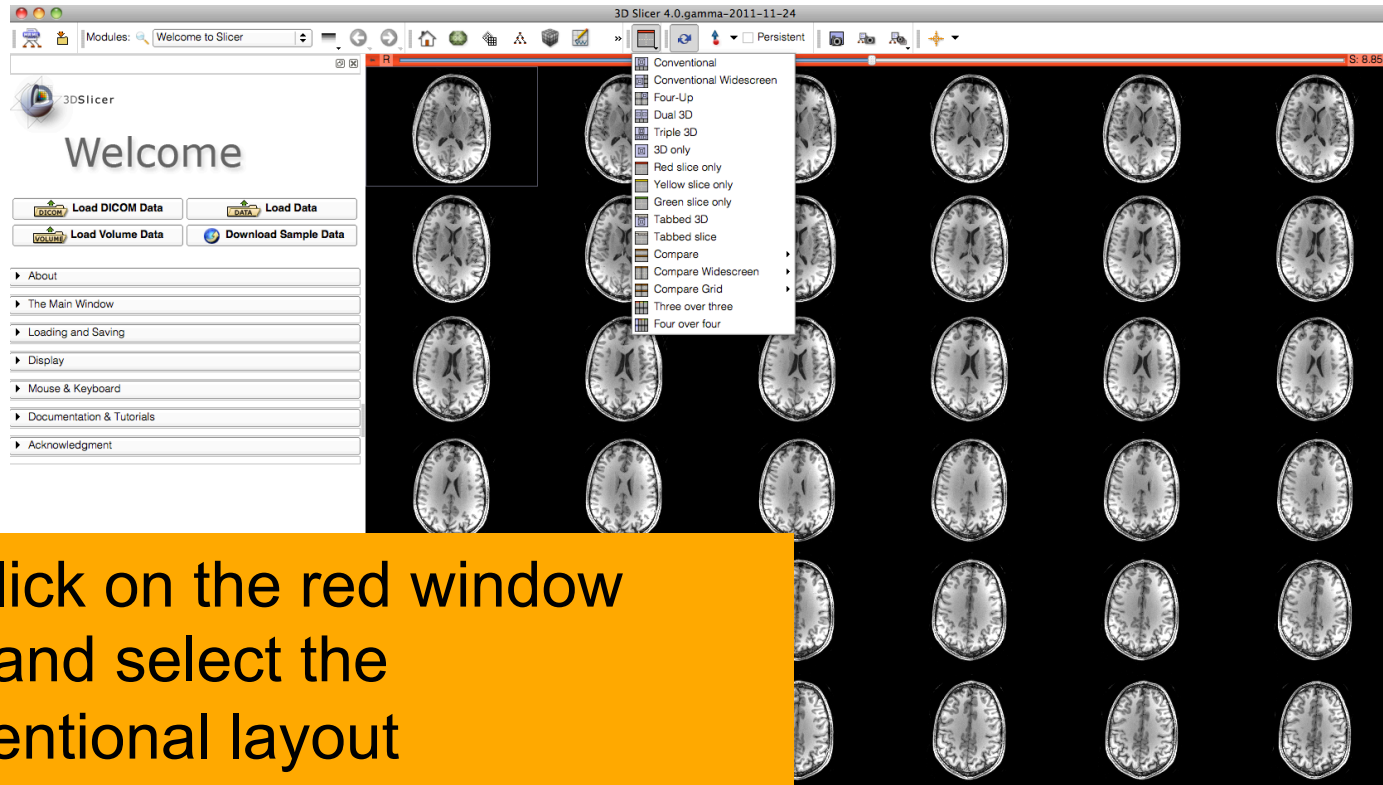 3D Slicer 4.0.gamma-2011-11-24
Modules: Welcome to Slicer » Persistent
R S: 8.85
3DSlicer
Welcome
DICOM Load DICOM Data DATA Load Data
VOLUME Load Volume Data Download Sample Data
About
The Main Window
Loading and Saving
Display
Mouse & Keyboard
Documentation & Tutorials
Acknowledgment
Conventional
Conventional Widescreen
Four-Up
Dual 3D
Triple 3D
3D only
Red slice only
Yellow slice only
Green slice only
Tabbed 3D
Tabbed slice
Compare
Compare Widescreen
Compare Grid
Three over three
Four over four
lick on the red window
and select the
entional layout